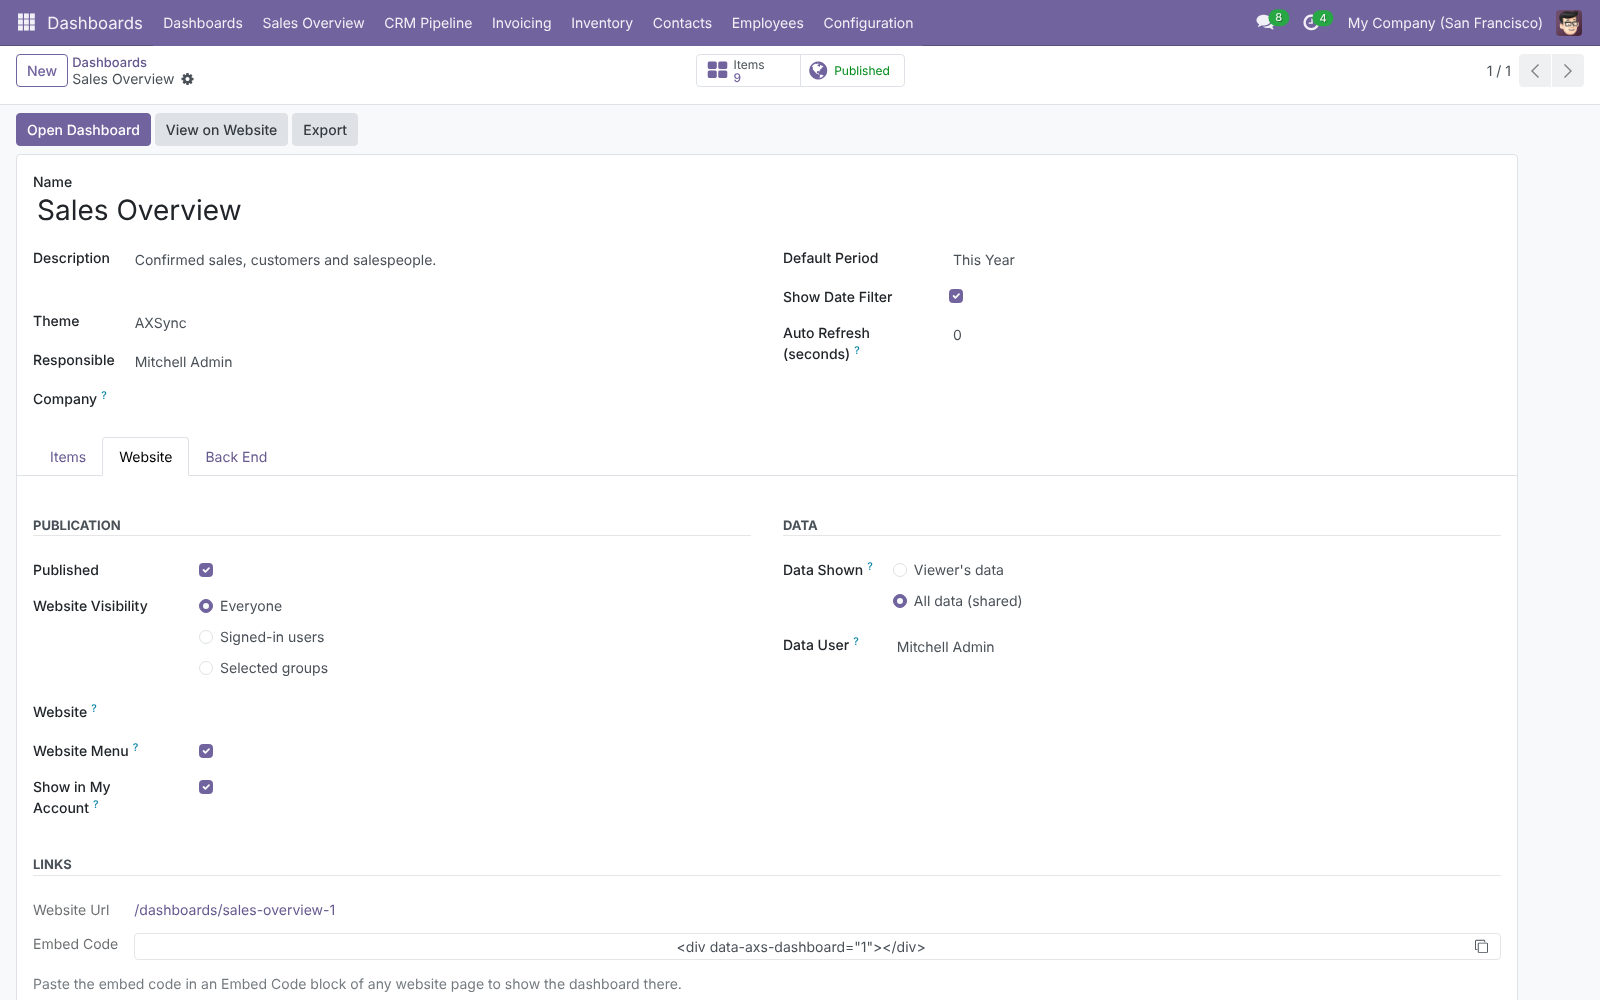 Dashboards
Dashboards
Sales Overview
CRM Pipeline
Invoicing
Inventory
Contacts
Employees
Configuration
8
4
My Company (San Francisco)
New
Dashboards
Sales Overview
Items
9
Published
1 / 1
Open Dashboard
View on Website
Export
Name
Sales Overview
Description
Confirmed sales, customers and salespeople.
Theme
AXSync
Responsible
Mitchell Admin
Company ?
Default Period
This Year
Show Date Filter
Auto Refresh
(seconds) ?
0
Items
Website
Back End
PUBLICATION
Published
Website Visibility
Everyone
Signed-in users
Selected groups
Website ?
Website Menu ?
Show in My
Account ?
DATA
Data Shown ?
Viewer's data
All data (shared)
Data User ?
Mitchell Admin
LINKS
Website Url
/dashboards/sales-overview-1
Embed Code
<div data-axs-dashboard="1"></div>
Paste the embed code in an Embed Code block of any website page to show the dashboard there.